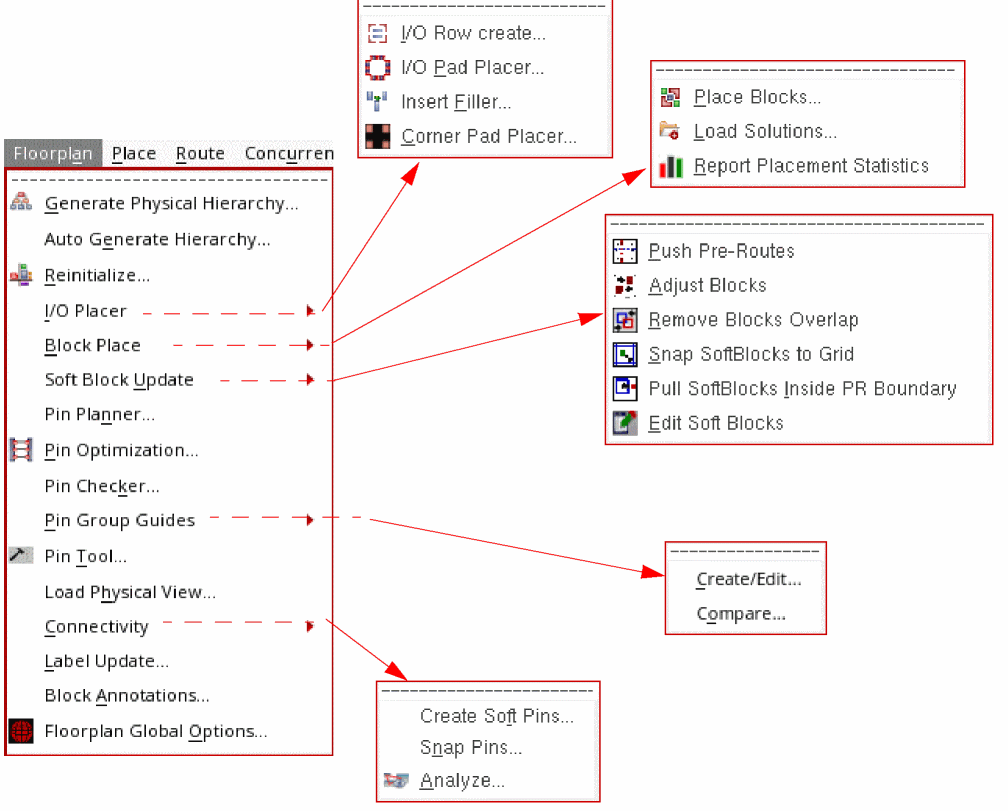 I/O Row create...
I/O Pad Placer...
Insert Filler...
Corner Pad Placer...
Place Blocks...
Load Solutions...
Report Placement Statistics
Floorplan Place Route Concurren
Generate Physical Hierarchy...
Auto Generate Hierarchy...
Reinitialize...
I/O Placer
Block Place
Soft Block Update
Pin Planner...
Pin Optimization...
Pin Checker...
Pin Group Guides
Pin Tool...
Load Physical View...
Connectivity
Label Update...
Block Annotations...
Floorplan Global Options...
Push Pre-Routes
Adjust Blocks
Remove Blocks Overlap
Snap SoftBlocks to Grid
Pull SoftBlocks Inside PR Boundary
Edit Soft Blocks
Create/Edit...
Compare...
Create Soft Pins...
Snap Pins...
Analyze...